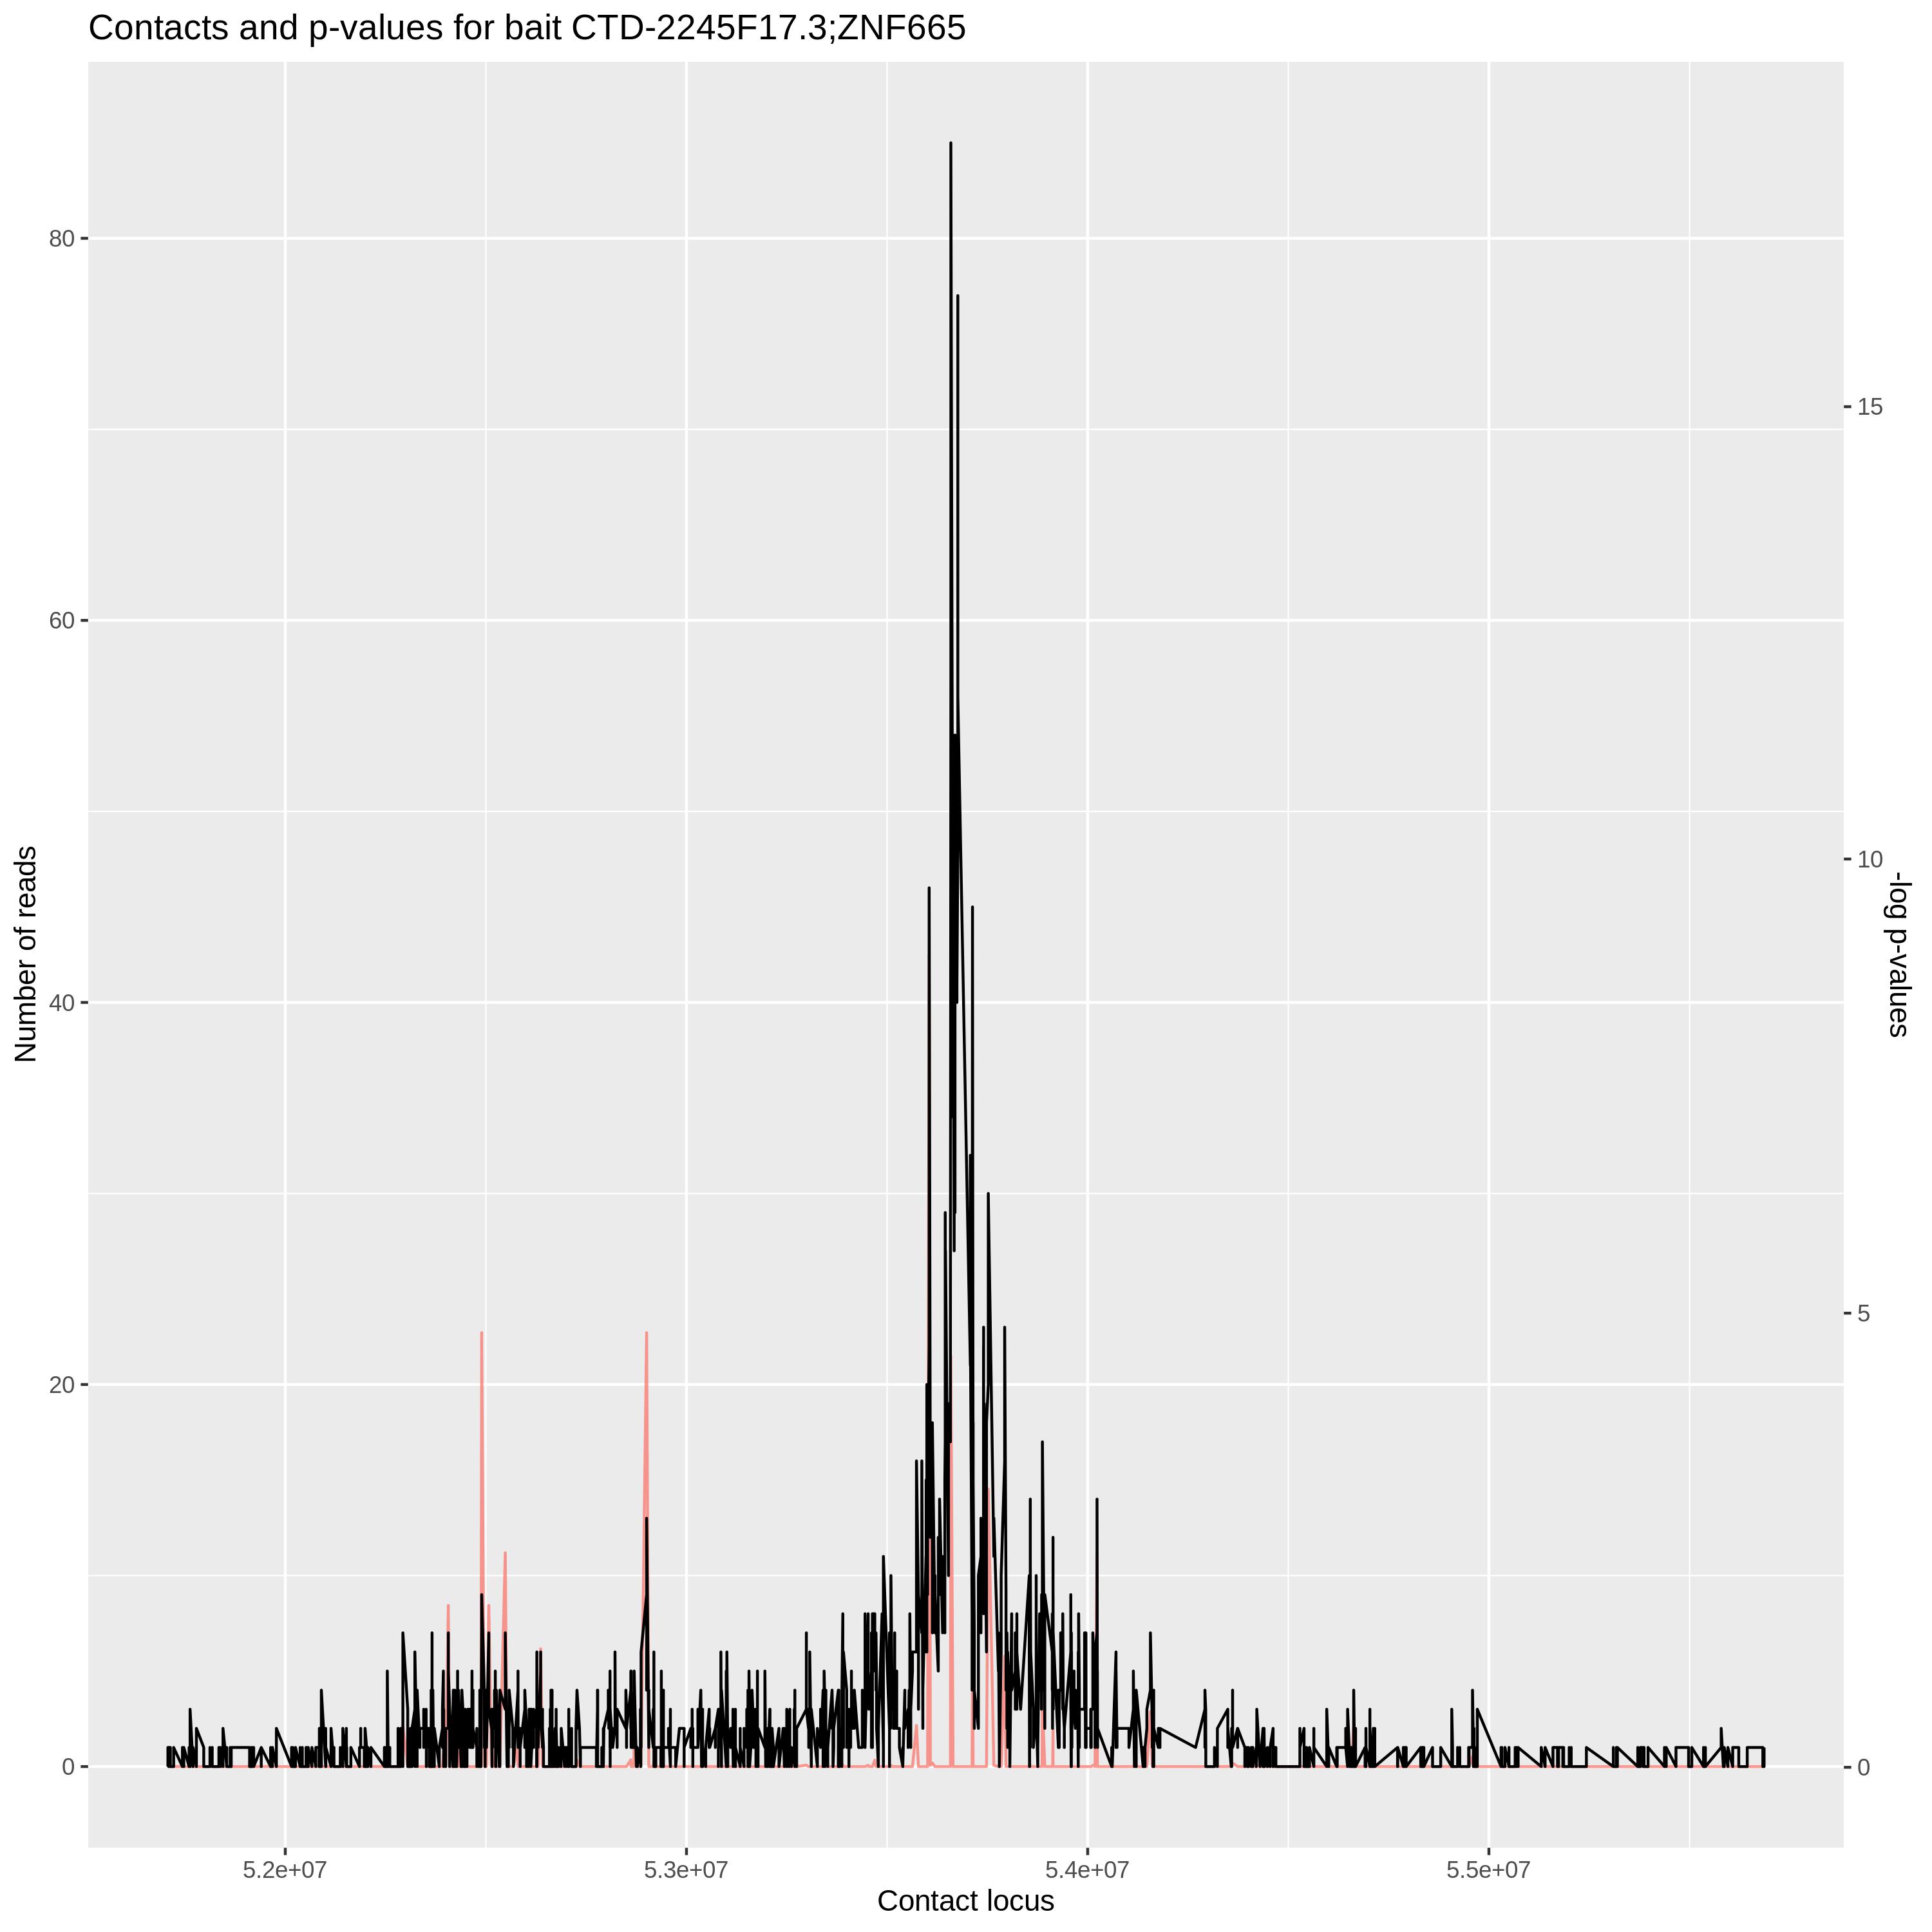 Contacts and p-values for bait CTD-2245F17.3;ZNF665
80
60
40
20
0
Number of reads
15
10
5
0
-log p-values
5.2e+07
5.3e+07
5.4e+07
5.5e+07
Contact locus